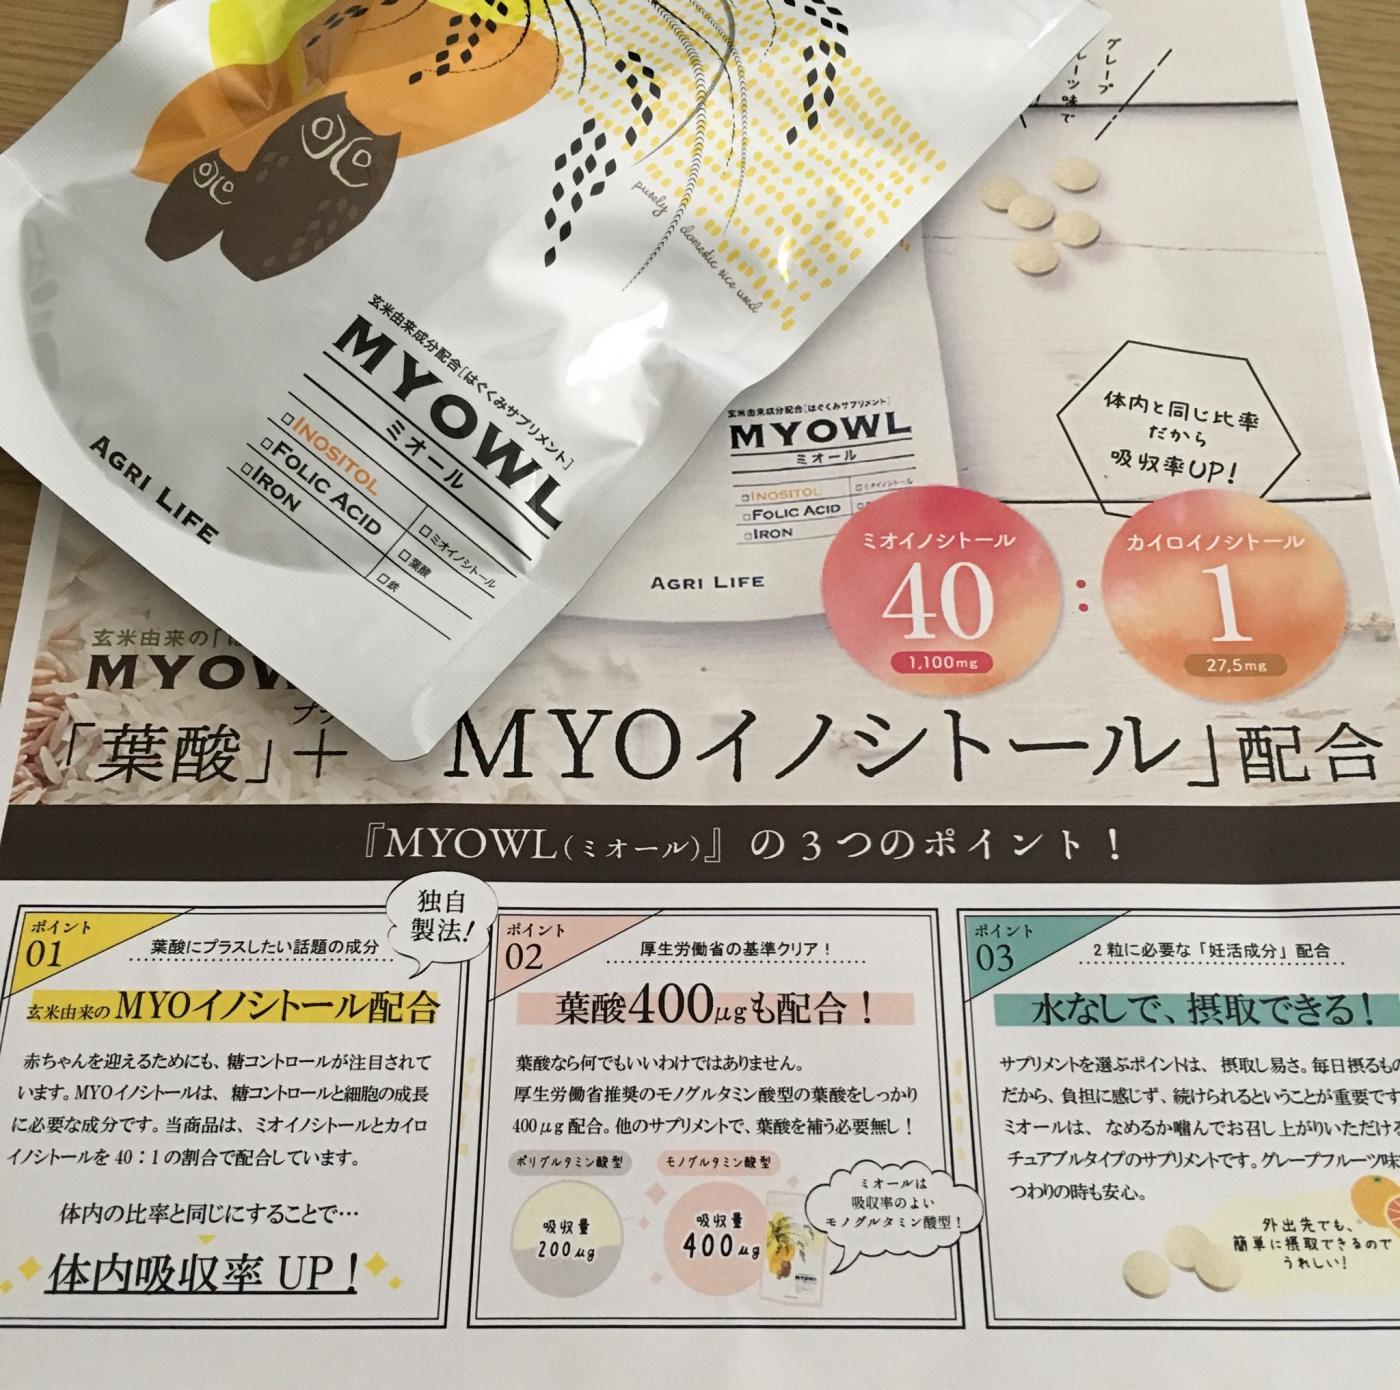 グレープ
purely
domestic rice used
玄米由来成分配合[はぐくみサプリメント]
MYOWL
ミオール
□INOSITOL
□FOLIC ACID
□IRON
□ミオイノシトール
□葉酸
□鉄
AGRI LIFE
体内と同じ比率
だから
吸収率UP!
玄米由来成分配合[はぐくみサプリメント]
MYOWL
ミオール
□INOSITOL
□ミオイノシトール
□FOLIC ACID
□IRON
AGRI LIFE
ミオイノシトール
40
1,100mg
:
カイロイノシトール
1
27,5mg
玄米由来の「は
MYOW
「葉酸」+
MYOイノシトール」配合
『MYOWL(ミオール)』の3つのポイント!
独自
製法!
ポイント
01
葉酸にプラスしたい話題の成分
玄米由来のMYOイノシトール配合
赤ちゃんを迎えるためにも、糖コントロールが注目されて
います。MYOイノシトールは、糖コントロールと細胞の成長
に必要な成分です。当商品は、ミオイノシトールとカイロ
イノシトールを40:1の割合で配合しています。
体内の比率と同じにすることで…
体内吸収率 UP!
ポイント
02
厚生労働省の基準クリア!
葉酸400μgも配合!
葉酸なら何でもいいわけではありません。
厚生労働省推奨のモノグルタミン酸型の葉酸をしっかり
400μg配合。他のサプリメントで、葉酸を補う必要無し!
ポリグルタミン酸型
モノグルタミン酸型
吸収量
200μg
吸収量
400μg
ミオールは
吸収率のよい
モノグルタミン酸型!
ポイント
03
2粒に必要な「妊活成分」配合
水なしで、摂取できる!
サプリメントを選ぶポイントは、摂取し易さ。毎日摂るもの
だから、負担に感じず、続けられるということが重要です
ミオールは、なめるか噛んでお召し上がりいただける
チュアブルタイプのサプリメントです。グレープフルーツ味
つわりの時も安心。
外出先でも、
簡単に摂取できるので
うれしい!